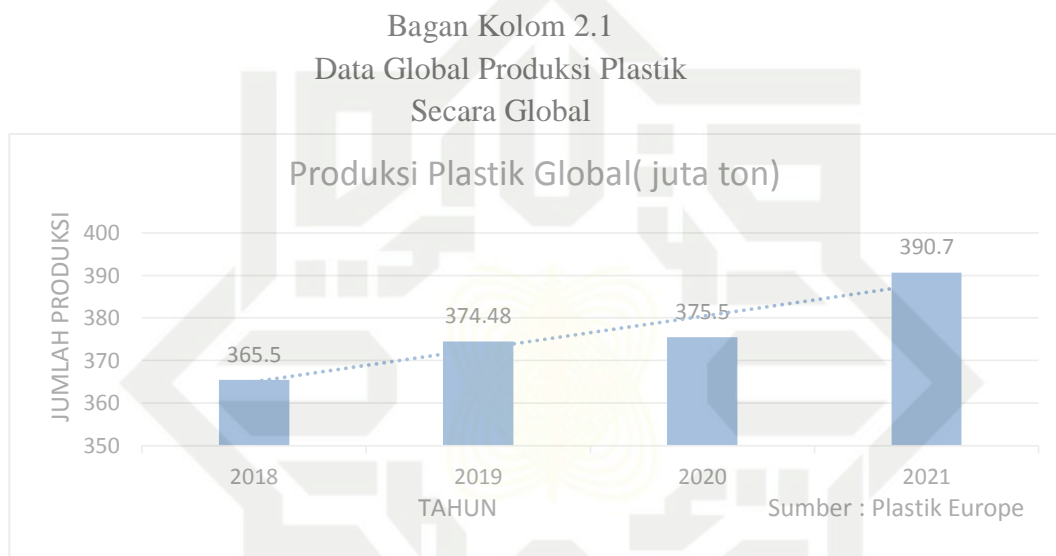 Bagan Kolom 2.1
Data Global Produksi Plastik
Secara Global
Produksi Plastik Global( juta ton)
JUMLAH PRODUKSI
400
390
380
370
360
350
365.5
374.48
375.5
390.7
2018
2019
2020
2021
TAHUN
Sumber : Plastik Europe